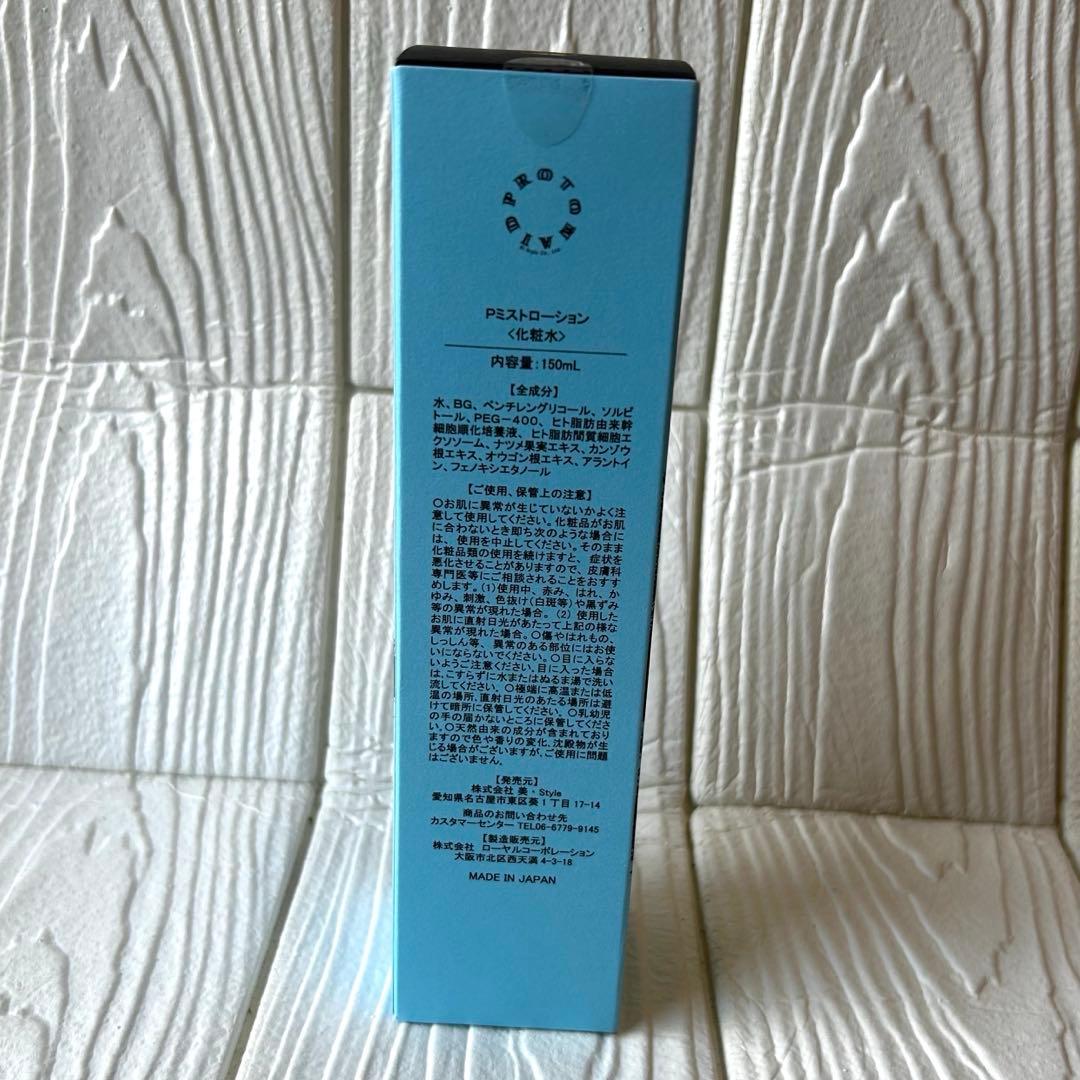 PROTON AID
Pミストローション
〈化粧水〉
内容量：150mL
【全成分】
水、BG、ペンチレングリコール、ソルビ
トール、PEG-400、ヒト脂肪由来幹
細胞順化培養液、ヒト脂肪間質細胞エ
クソソーム、ナツメ果実エキス、カンゾウ
根エキス、オウゴン根エキス、アラントイ
ン、フェノキシエタノール
【ご使用、保管上の注意】
〇お肌に異常が生じていないかよく注
意して使用してください。化粧品がお肌
に合わないとき即ち次のような場合に
は、使用を中止してください。そのまま
化粧品類の使用を続けますと、症状を
悪化させることがありますので、皮膚科
専門医等にご相談されることをおすす
めします。(1)使用中、赤み、はれ、か
ゆみ、刺激、色抜け(白斑等)や黒ずみ
等の異常が現れた場合。(2)使用した
お肌に直射日光があたって上記の様な
異常が現れた場合。〇傷やはれもの、
しっしん等、異常のある部位にはお使
いにならないでください。〇目に入らな
いようご注意ください。目に入った場合
は、こすらずに水またはぬるま湯で洗い
流してください。〇極端に高温または低
温の場所、直射日光のあたる場所は避
けて暗所に保管してください。〇乳幼児
の手の届かないところに保管してくださ
い。〇天然由来の成分が含まれており
ますので色や香りの変化、沈殿物が生
じる場合がございますが、ご使用に問題
はございません。
【発売元】
株式会社 美・Style
愛知県名古屋市東区葵1丁目17-14
商品のお問い合わせ先
カスタマーセンター TEL06-6779-9145
【製造販売元】
株式会社 ローヤルコーポレーション
大阪市北区西天満4-3-18
MADE IN JAPAN